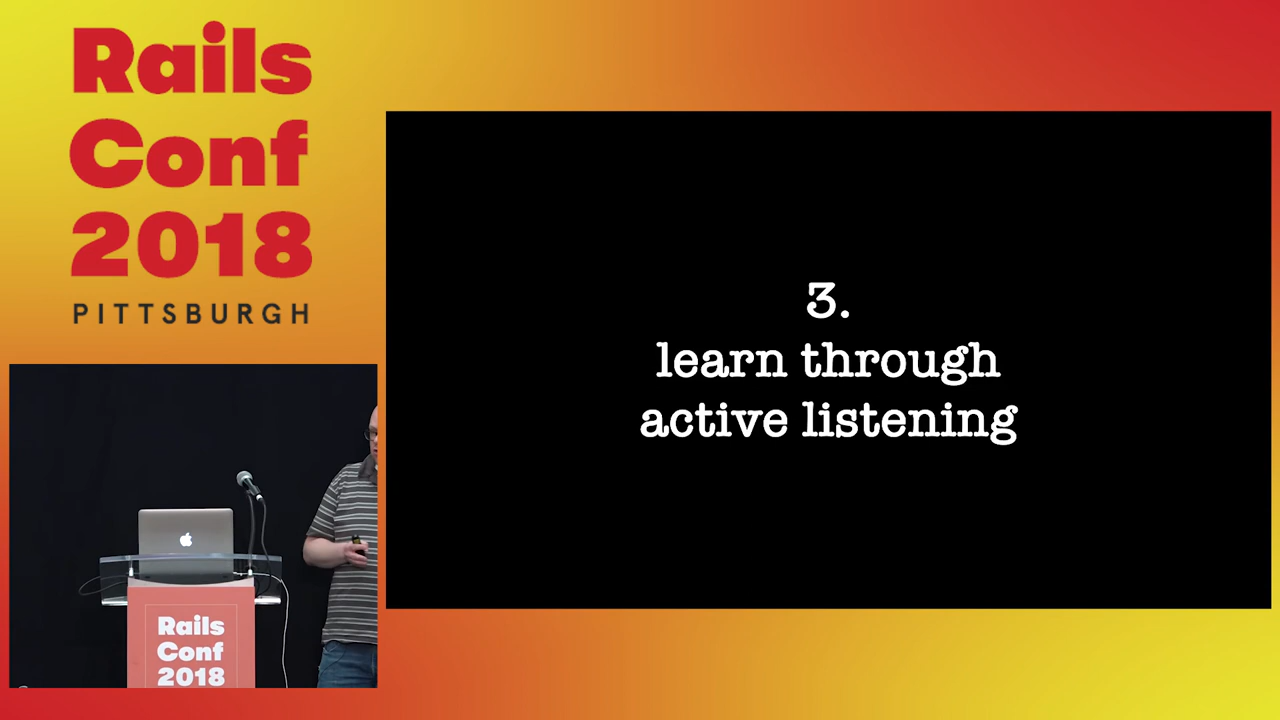 Rails
Conf
2018
PITTSBURGH
3.
learn through
active listening
Rails
Conf
2018